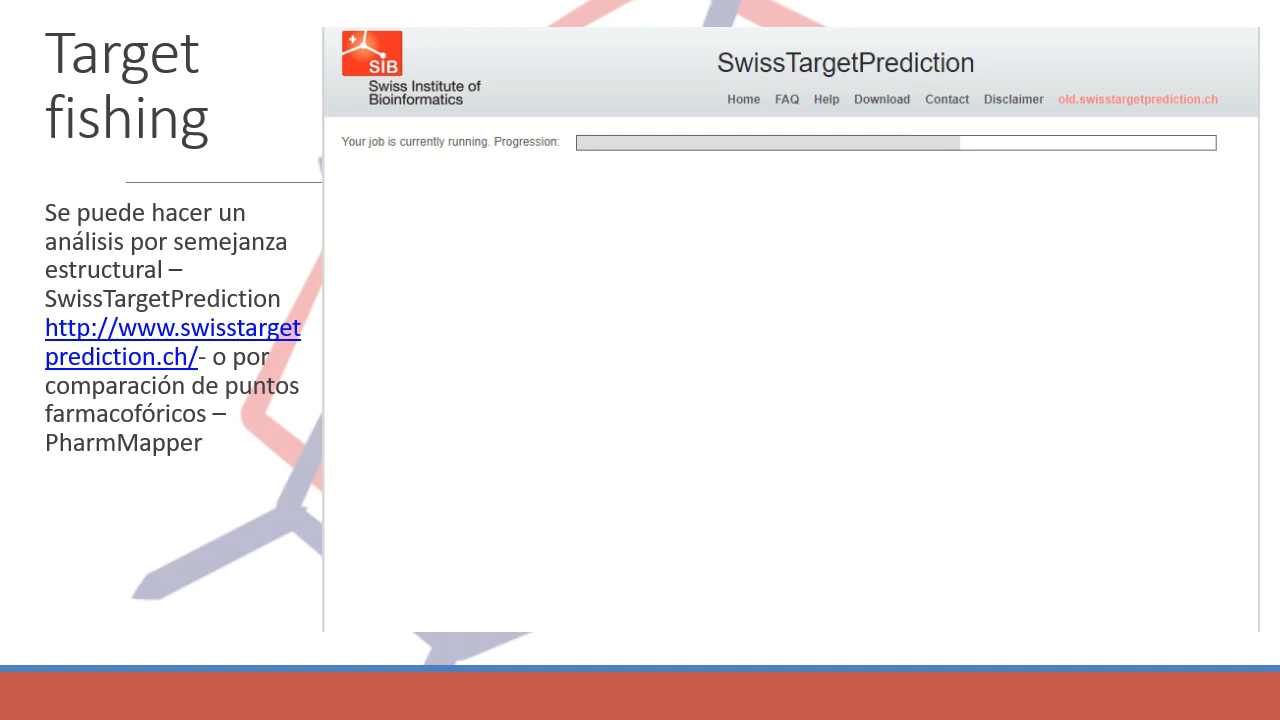 Target
fishing
Se puede hacer un
análisis por semejanza
estructural –
SwissTargetPrediction
http://www.swisstarget
prediction.ch/- o por
comparación de puntos
farmacofóricos –
PharmMapper
SIB
Swiss Institute of
Bioinformatics
SwissTargetPrediction
Home FAQ Help Download Contact Disclaimer old.swisstargetprediction.ch
Your job is currently running. Progression: